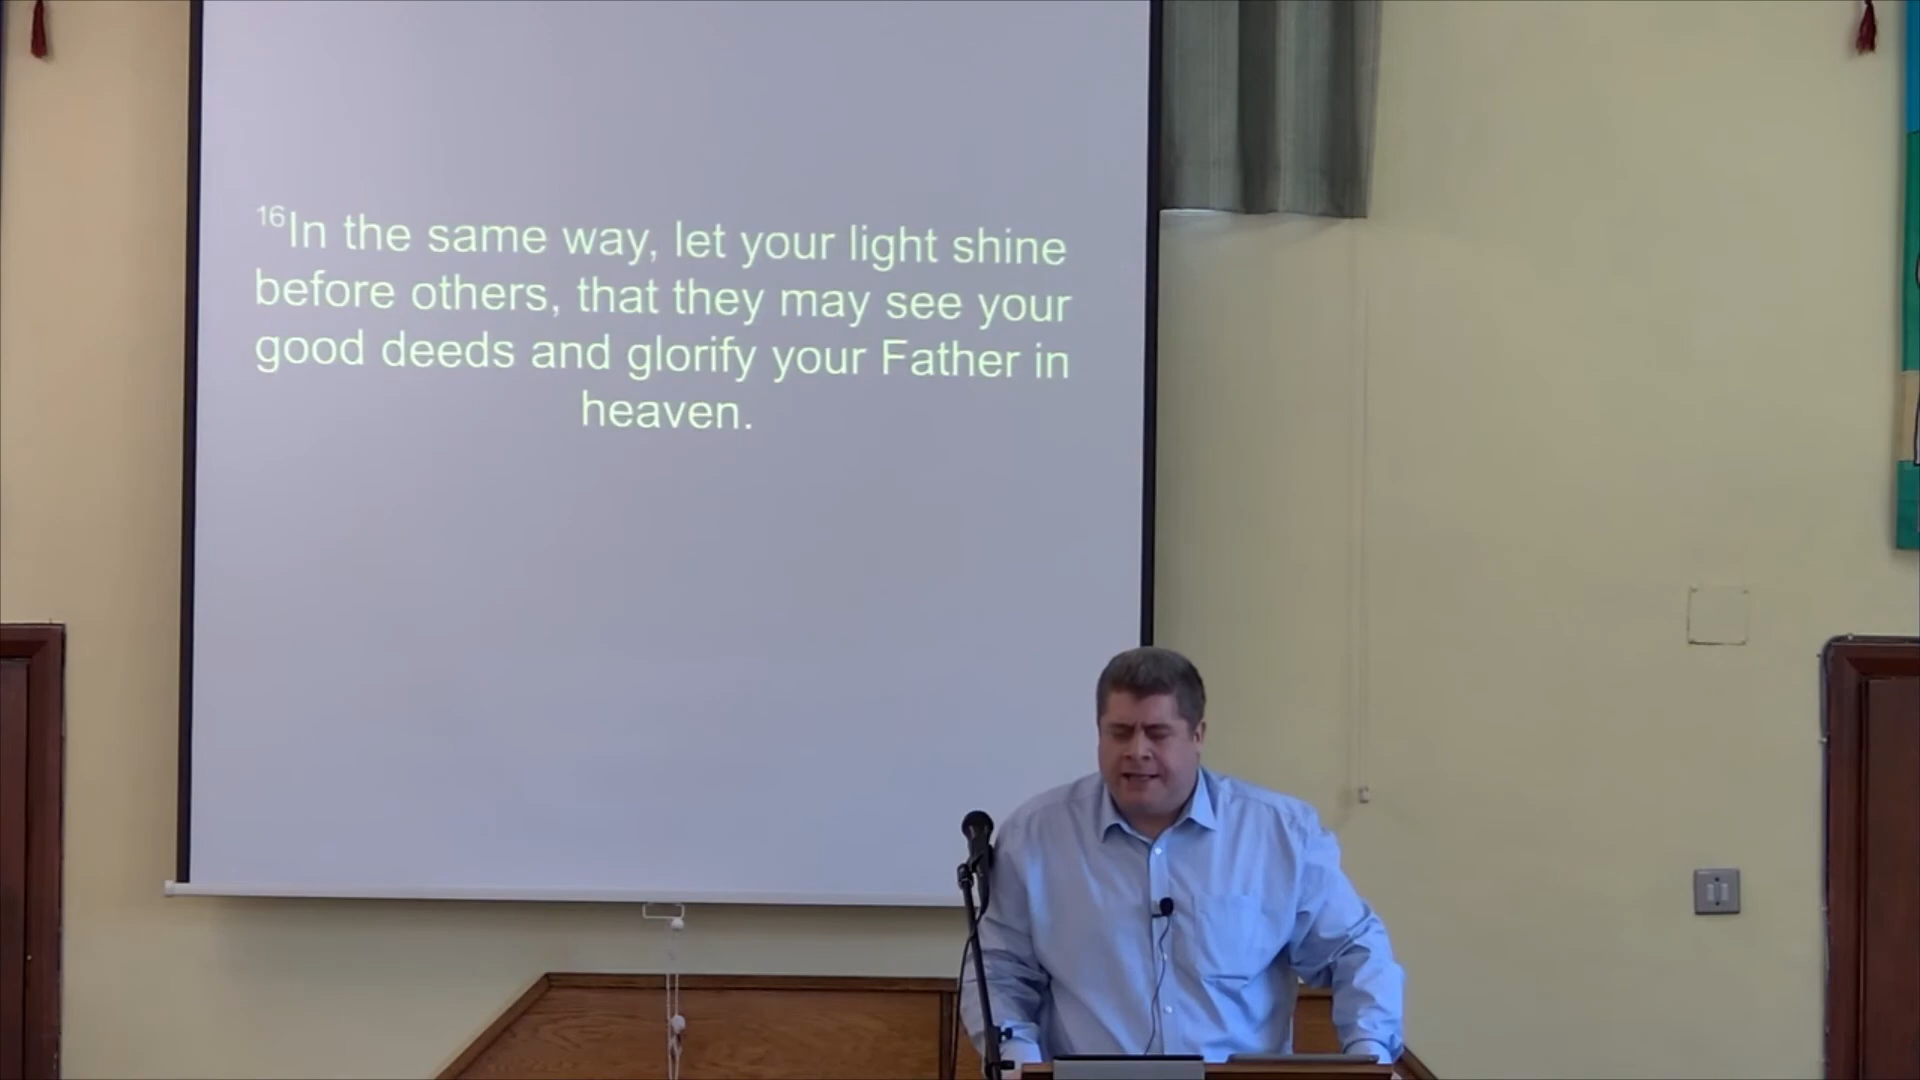 16In the same way, let your light shine
before others, that they may see your
good deeds and glorify your Father in
heaven.